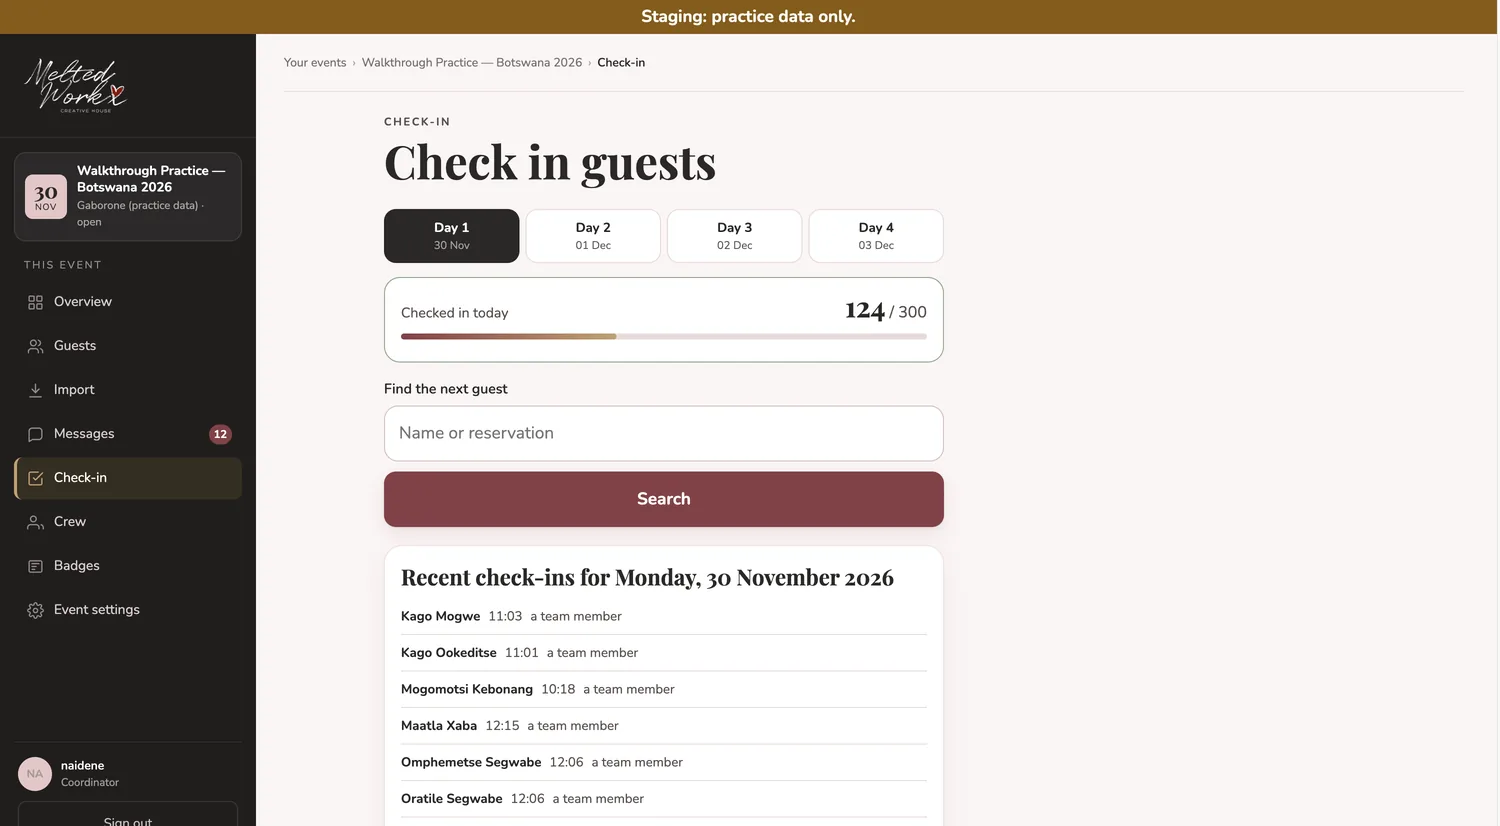 Staging: practice data only.
Melted
Workx
CREATIVE HOUSE
30
NOV
Walkthrough Practice —
Botswana 2026
Gaborone (practice data) ·
open
THIS EVENT
Overview
Guests
Import
Messages 12
Check-in
Crew
Badges
Event settings
NA
naidene
Coordinator
Sign out
Your events › Walkthrough Practice — Botswana 2026 › Check-in
CHECK-IN
Check in guests
Day 1 Day 2 Day 3 Day 4
30 Nov 01 Dec 02 Dec 03 Dec
Checked in today 124 / 300
Find the next guest
Name or reservation
Search
Recent check-ins for Monday, 30 November 2026
Kago Mogwe 11:03 a team member
Kago Ookeditse 11:01 a team member
Mogomotsi Kebonang 10:18 a team member
Maatla Xaba 12:15 a team member
Omphemetse Segwabe 12:06 a team member
Oratile Segwabe 12:06 a team member